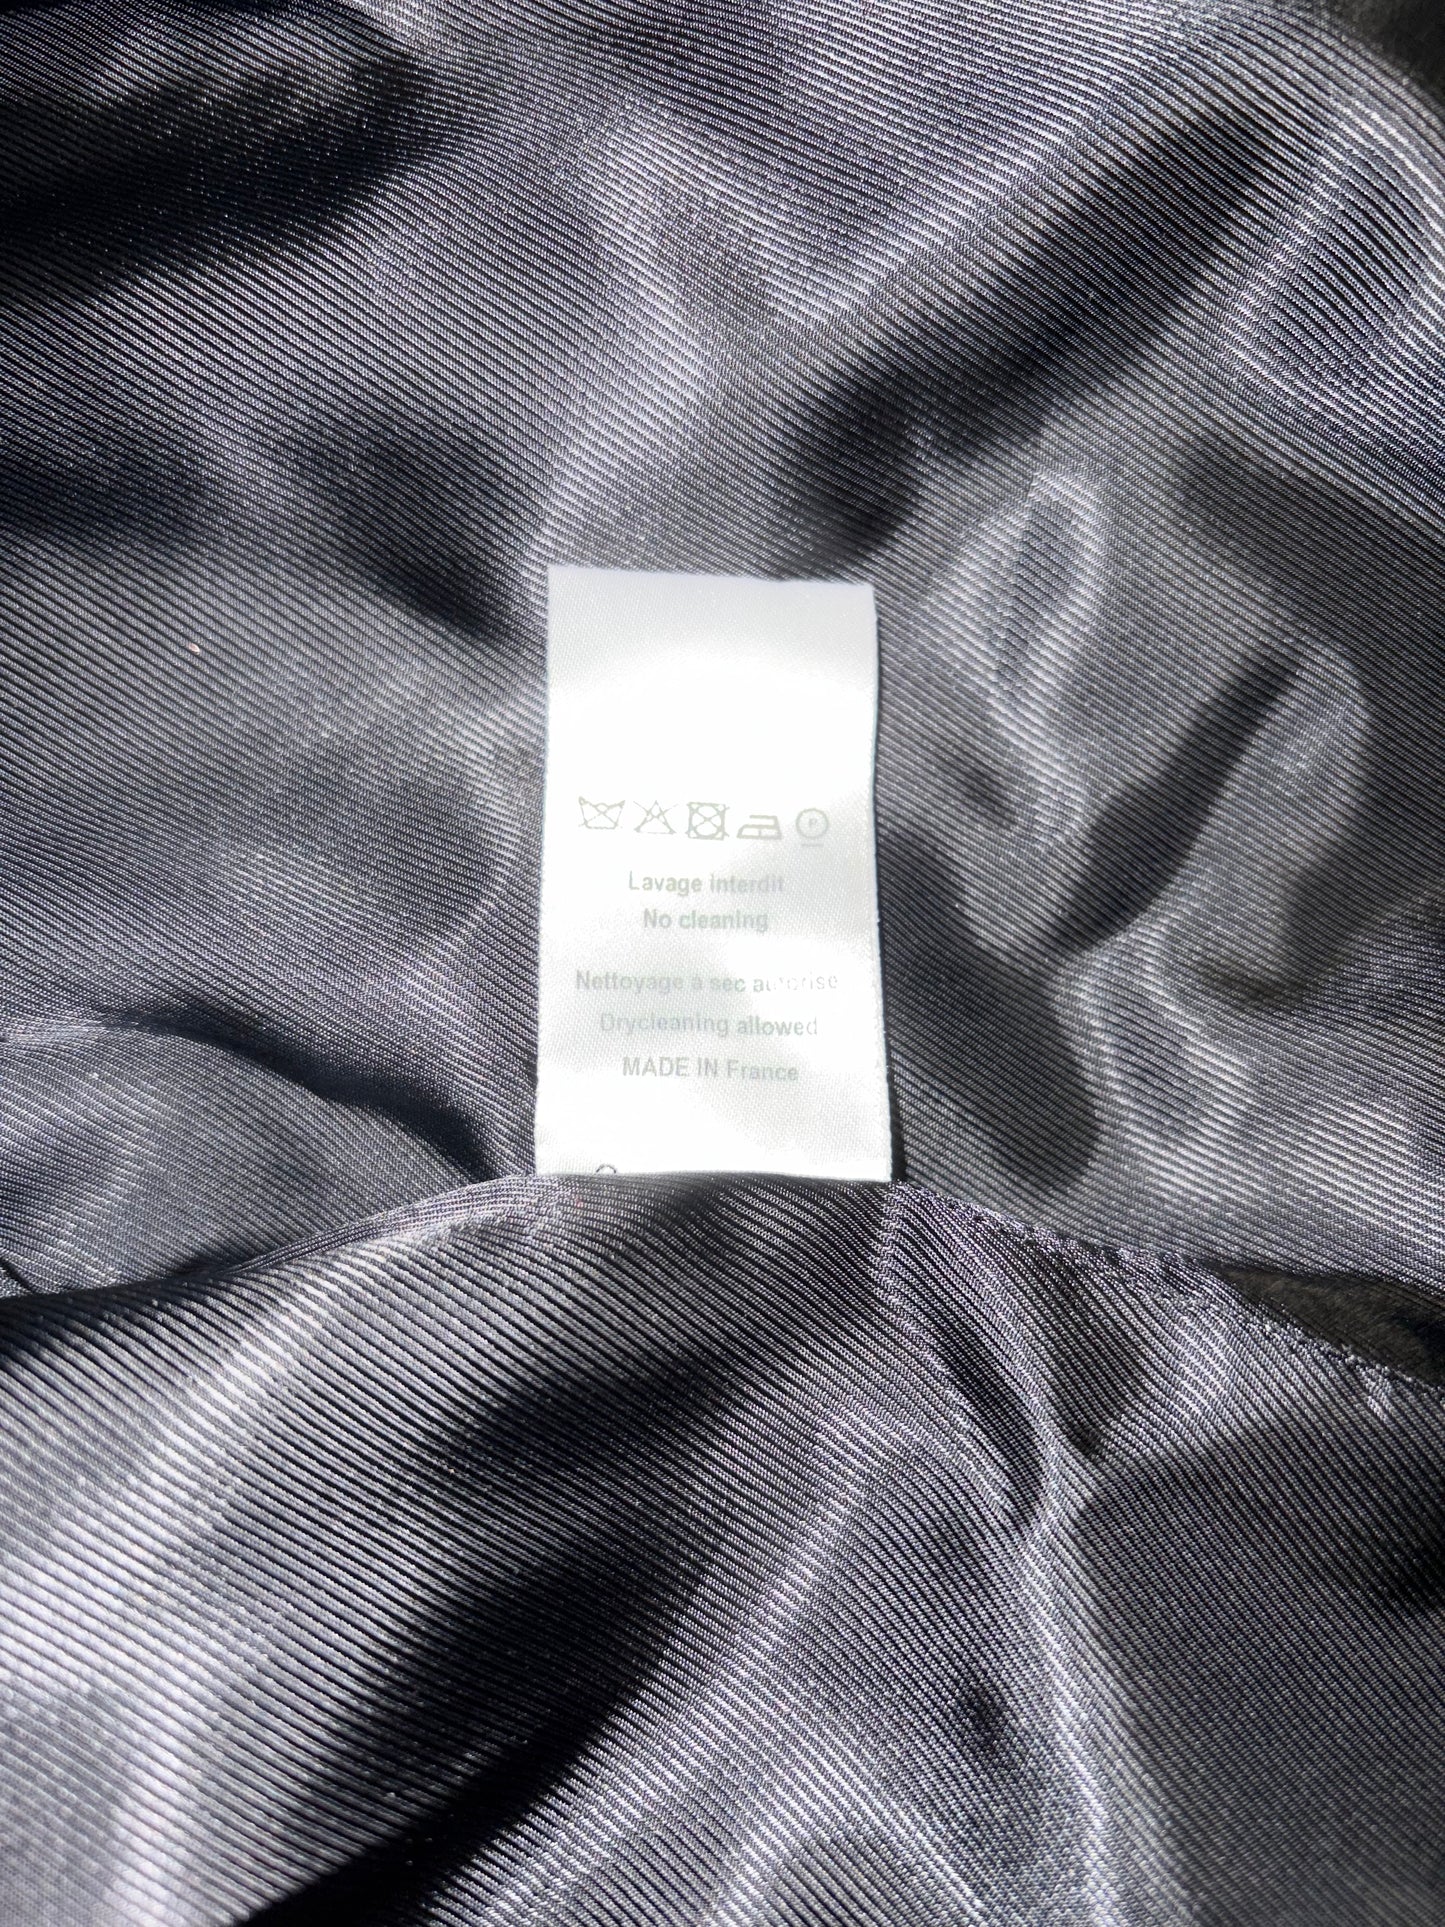 Lavage interdit
No cleaning
Nettoyage à sec autorise
Drycleaning allowed
MADE IN France